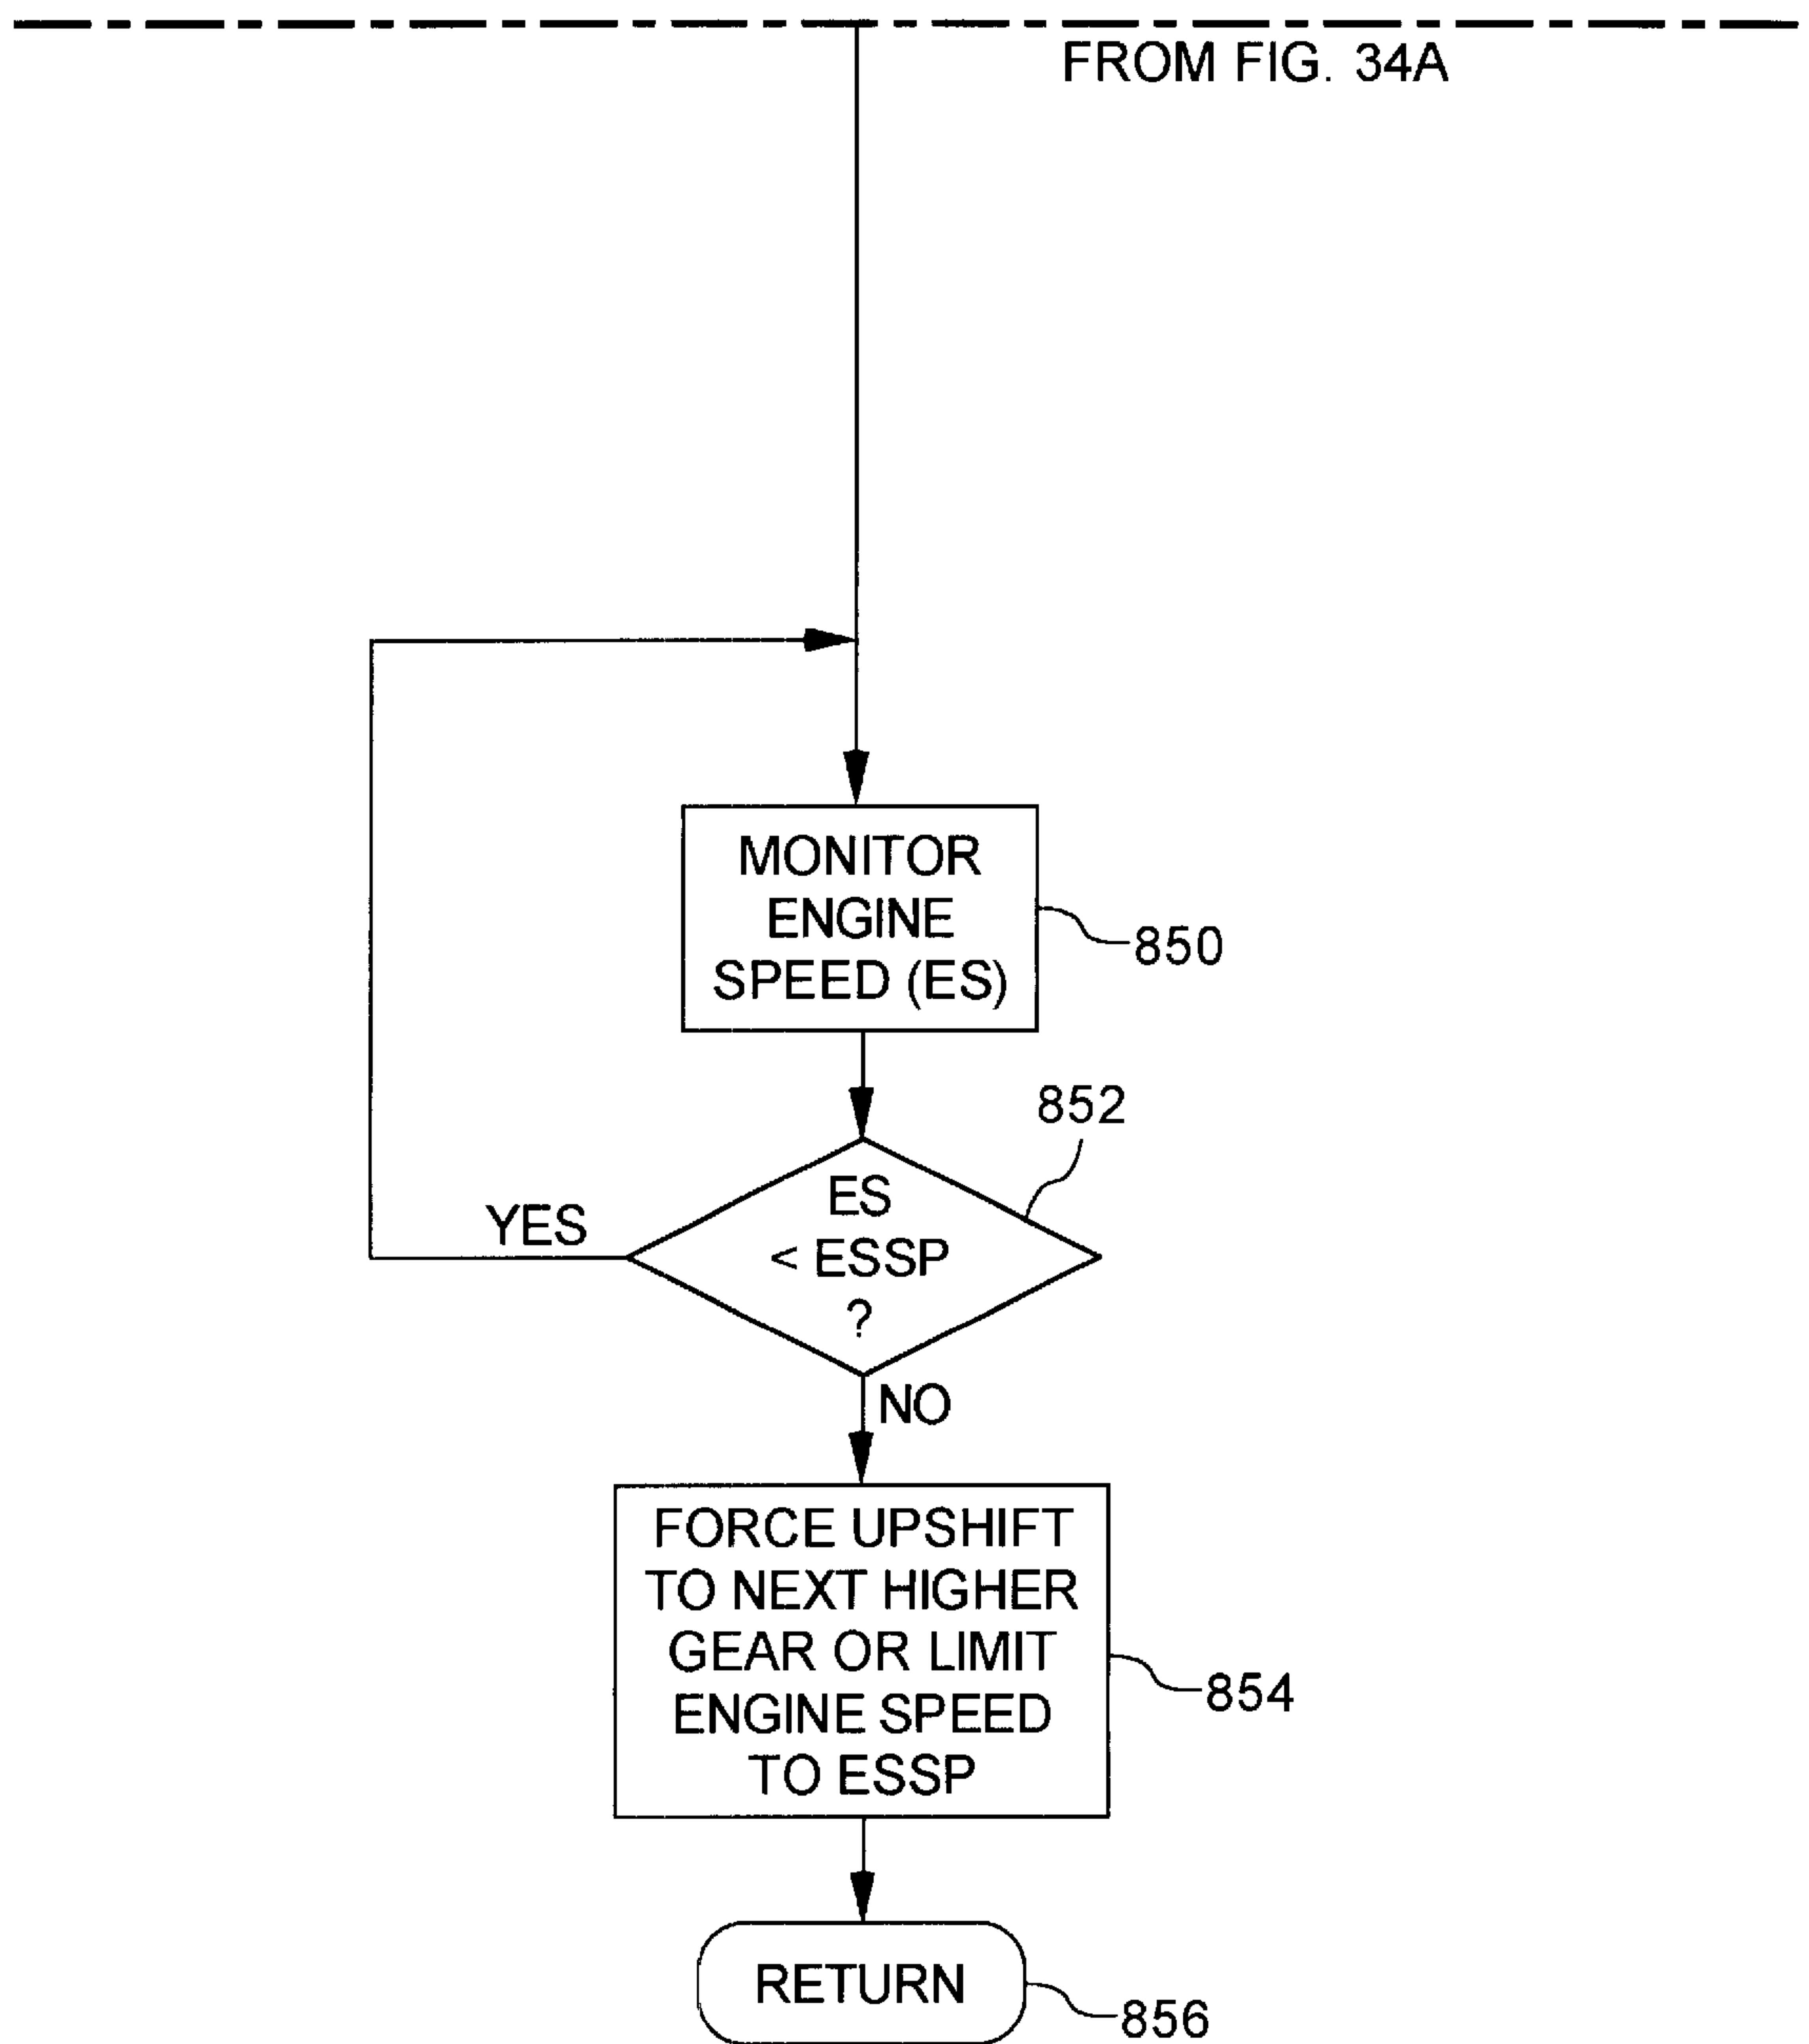 FROM FIG. 34A
MONITOR
ENGINE
SPEED (ES)
850
852
ES
< ESSP
?
YES
NO
FORCE UPSHIFT
TO NEXT HIGHER
GEAR OR LIMIT
ENGINE SPEED
TO ESSP
854
RETURN
856